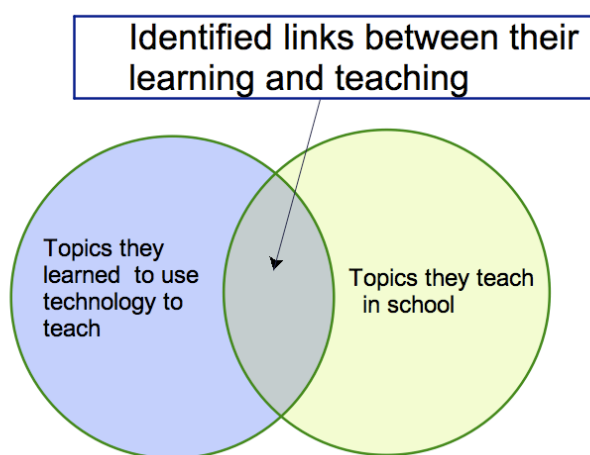 Identified links between their
learning and teaching
Topics they
learned to use
technology to
teach
Topics they teach
in school